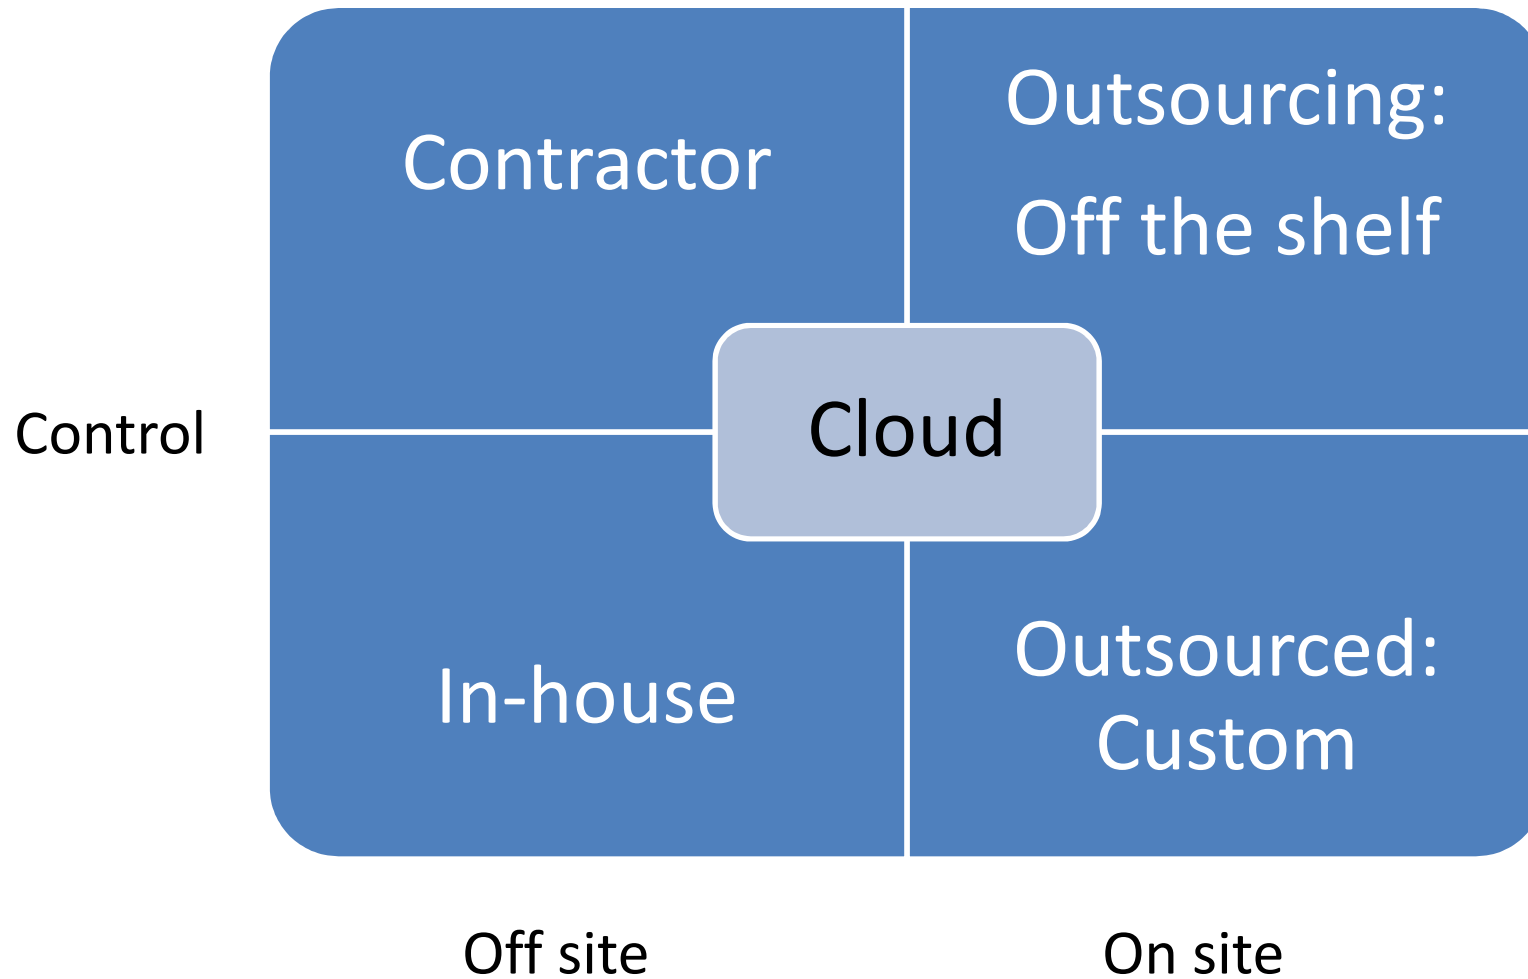 Contractor
Outsourcing:
Off the shelf
Control
Cloud
In-house
Outsourced:
Custom
Off site
On site